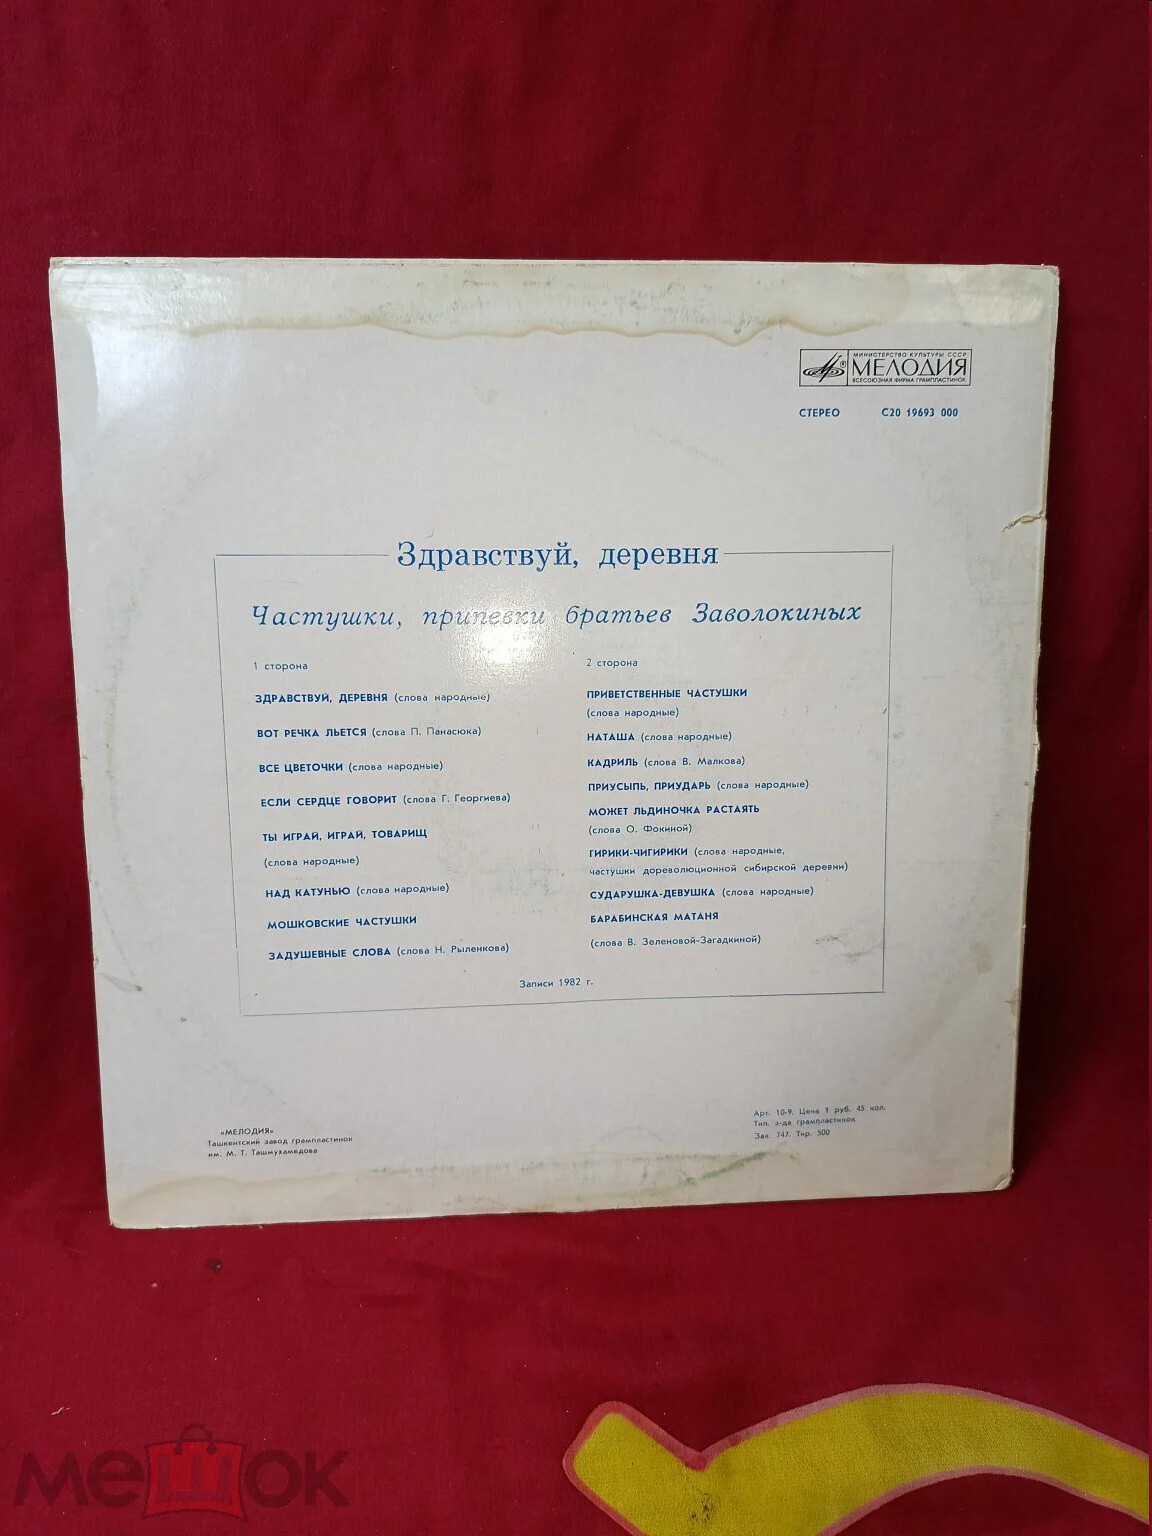 МИНИСТЕРСТВО КУЛЬТУРЫ СССР
МЕЛОДИЯ
ВСЕСОЮЗНАЯ ФИРМА ГРАМПЛАСТИНОК
СТЕРЕО С20 19693 000
Здравствуй, деревня
Частушки, припевки братьев Заволокиных
1 сторона
ЗДРАВСТВУЙ, ДЕРЕВНЯ (слова народные)
ВОТ РЕЧКА ЛЬЕТСЯ (слова П. Панасюка)
ВСЕ ЦВЕТОЧКИ (слова народные)
ЕСЛИ СЕРДЦЕ ГОВОРИТ (слова Г. Георгиева)
ТЫ ИГРАЙ, ИГРАЙ, ТОВАРИЩ
(слова народные)
НАД КАТУНЬЮ (слова народные)
МОШКОВСКИЕ ЧАСТУШКИ
ЗАДУШЕВНЫЕ СЛОВА (слова Н. Рыленкова)
2 сторона
ПРИВЕТСТВЕННЫЕ ЧАСТУШКИ
(слова народные)
НАТАША (слова народные)
КАДРИЛЬ (слова В. Малкова)
ПРИУСЫПЬ, ПРИУДАРЬ (слова народные)
МОЖЕТ ЛЬДИНОЧКА РАСТАЯТЬ
(слова О. Фокиной)
ГИРИКИ-ЧИГИРИКИ (слова народные,
частушки дореволюционной сибирской деревни)
СУДАРУШКА-ДЕВУШКА (слова народные)
БАРАБИНСКАЯ МАТАНЯ
(слова В. Зеленовой-Загадкиной)
Записи 1982 г.
«МЕЛОДИЯ»
Ташкентский завод грампластинок
им. М. Т. Ташмухамедова
Арт. 10-9. Цена 1 руб. 45 коп.
Тип. з-да грампластинок
Зак. 747. Тир. 500
мешок